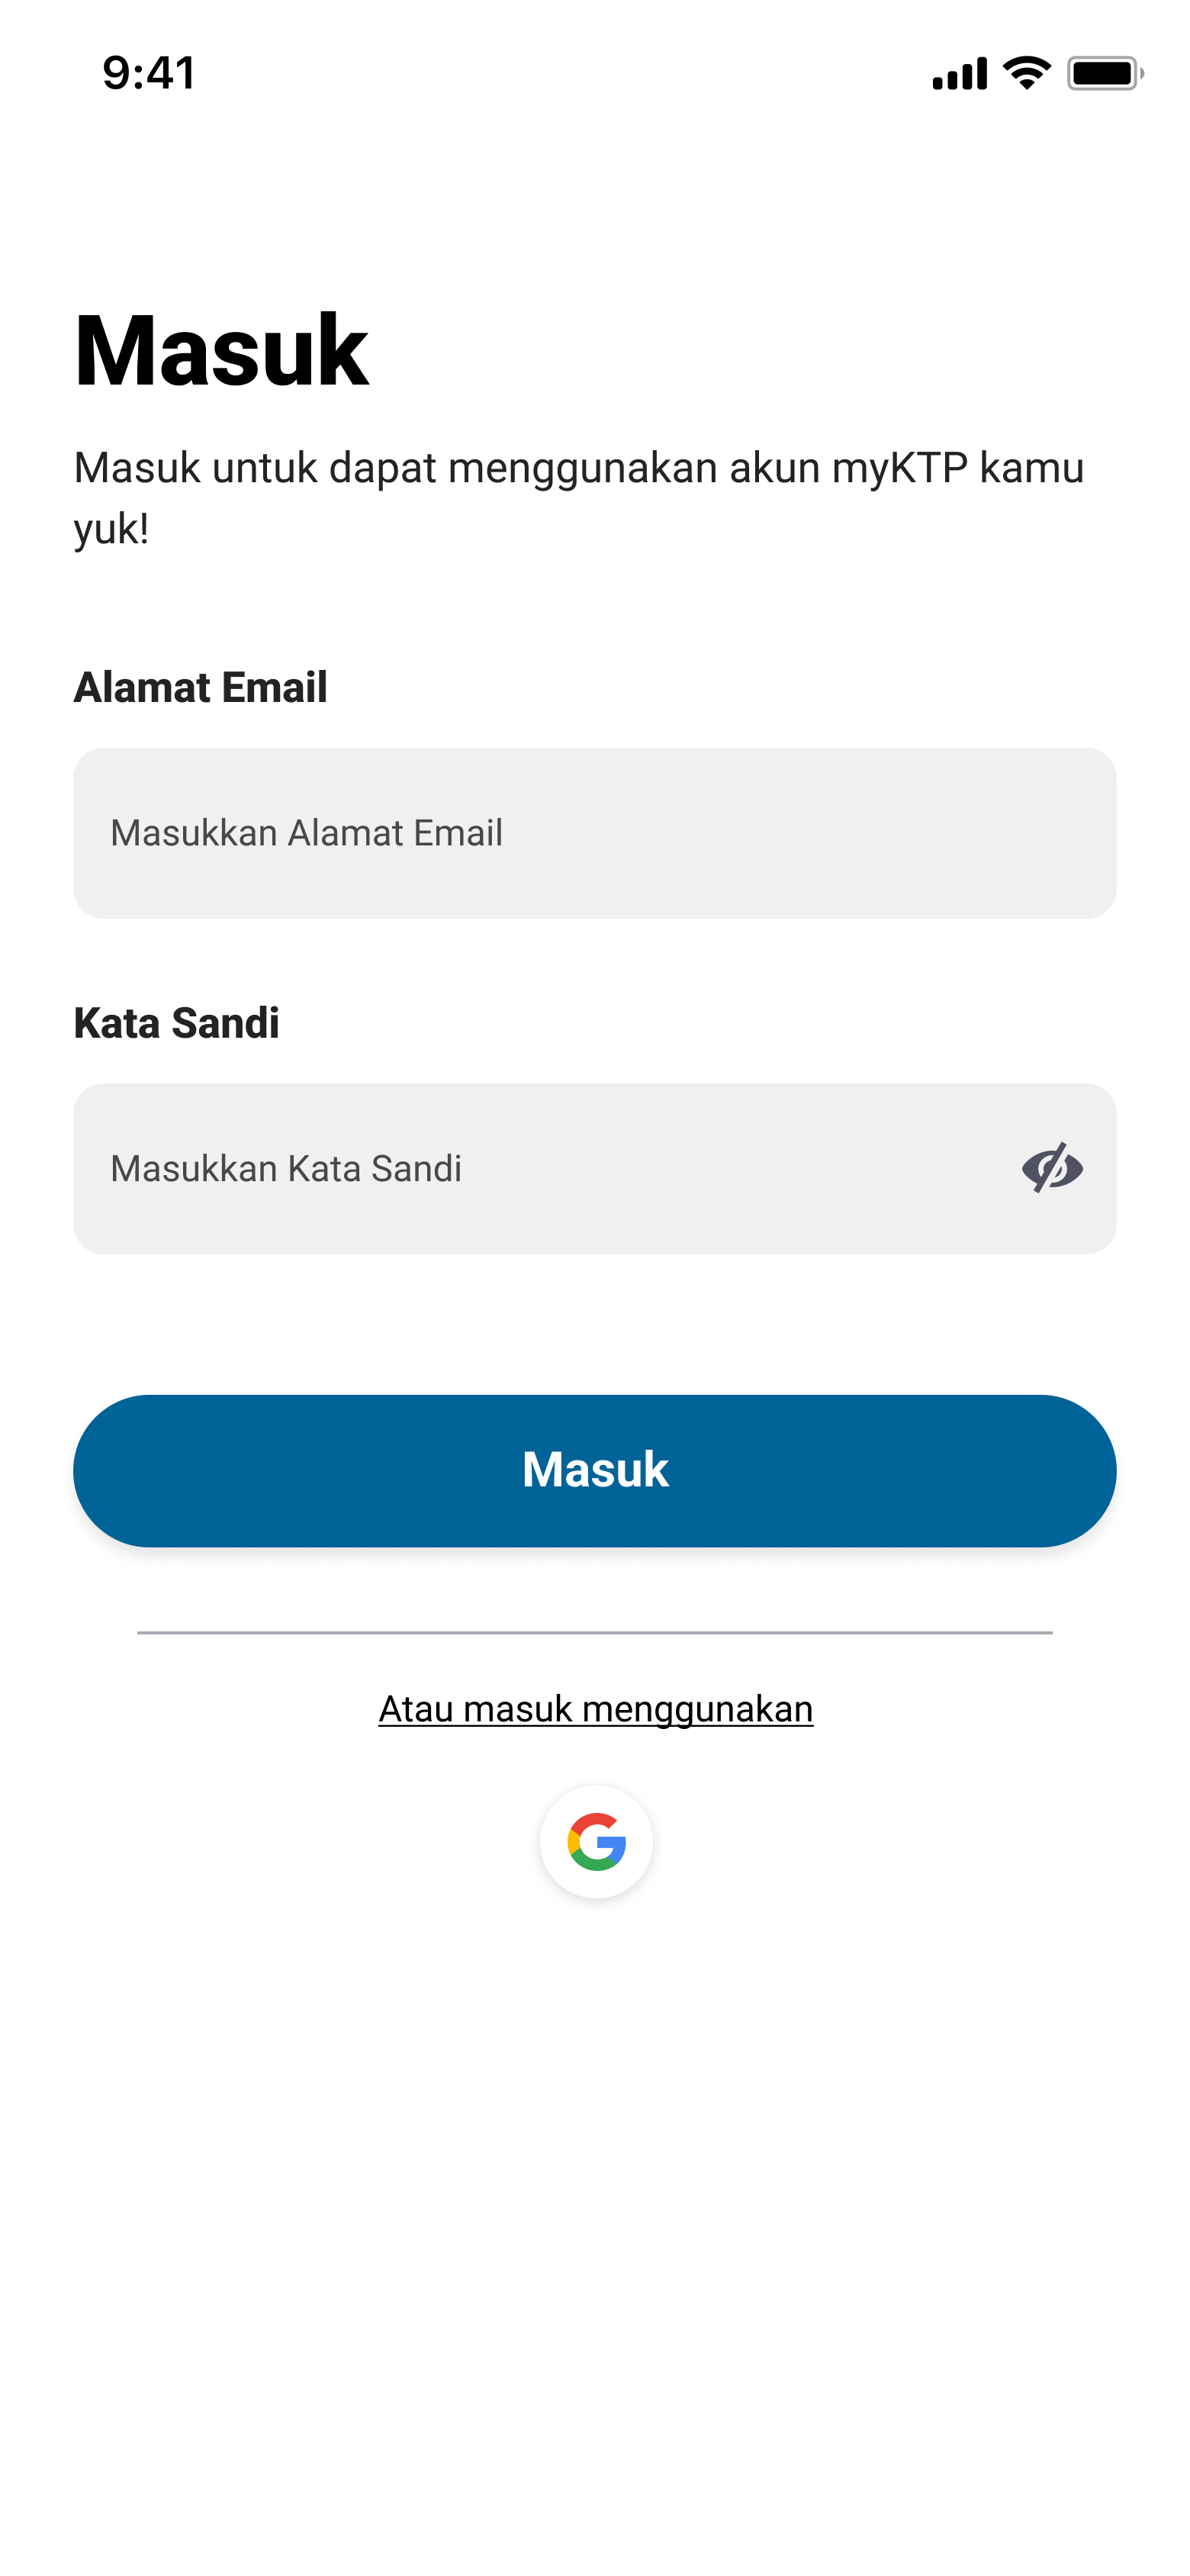 9:41
Masuk
Masuk untuk dapat menggunakan akun myKTP kamu
yuk!
Alamat Email
Masukkan Alamat Email
Kata Sandi
Masukkan Kata Sandi
Masuk
Atau masuk menggunakan